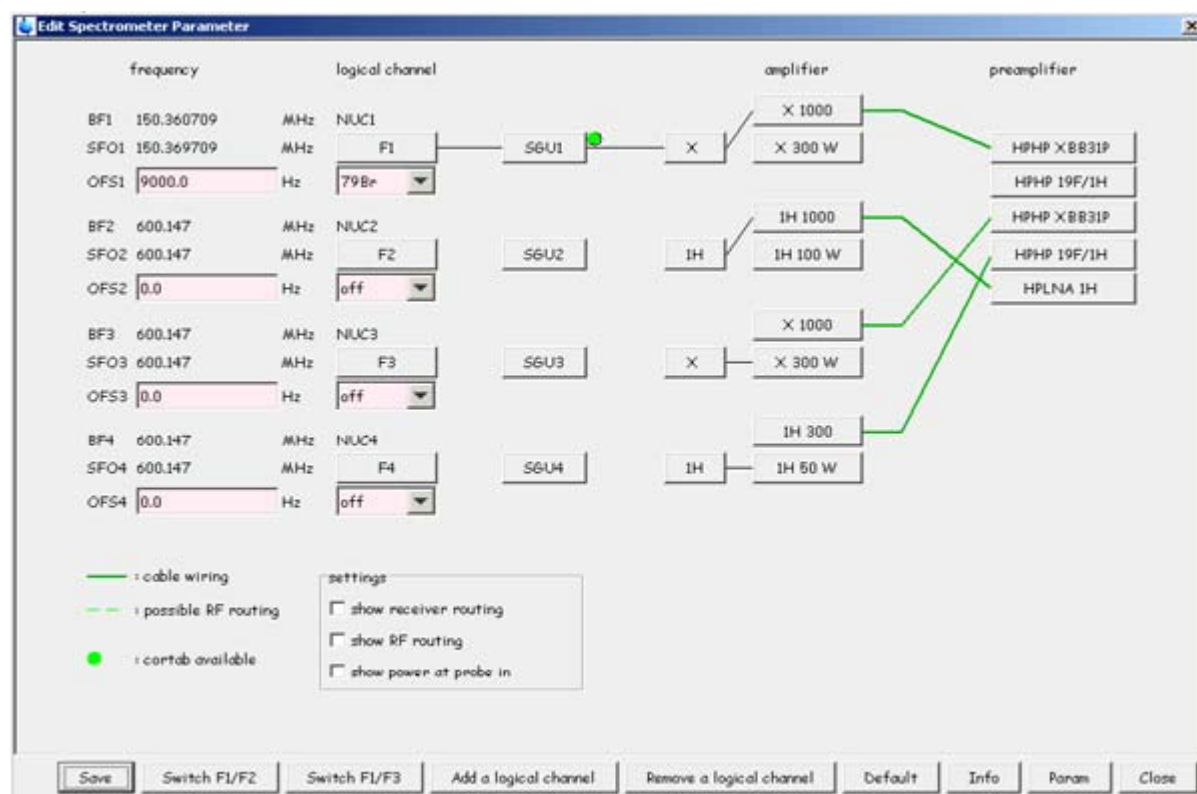 Edit Spectrometer Parameter
frequency logical channel amplifier preamplifier
BF1 150.360709 MHz NUC1 X 1000
SFO1 150.369709 MHz F1 SGU1 X X 300 W HPHP XBB31P
OFS1 9000.0 Hz 79Br HPHP 19F/1H
BF2 600.147 MHz NUC2 1H 1000 HPHP XBB31P
SFO2 600.147 MHz F2 SGU2 1H 1H 100 W HPHP 19F/1H
OFS2 0.0 Hz off HPLNA 1H
BF3 600.147 MHz NUC3 X 1000
SFO3 600.147 MHz F3 SGU3 X X 300 W
OFS3 0.0 Hz off
BF4 600.147 MHz NUC4 1H 300
SFO4 600.147 MHz F4 SGU4 1H 1H 50 W
OFS4 0.0 Hz off
: cable wiring settings
: possible RF routing show receiver routing
show RF routing
: cortab available show power at probe in
Save Switch F1/F2 Switch F1/F3 Add a logical channel Remove a logical channel Default Info Param Close